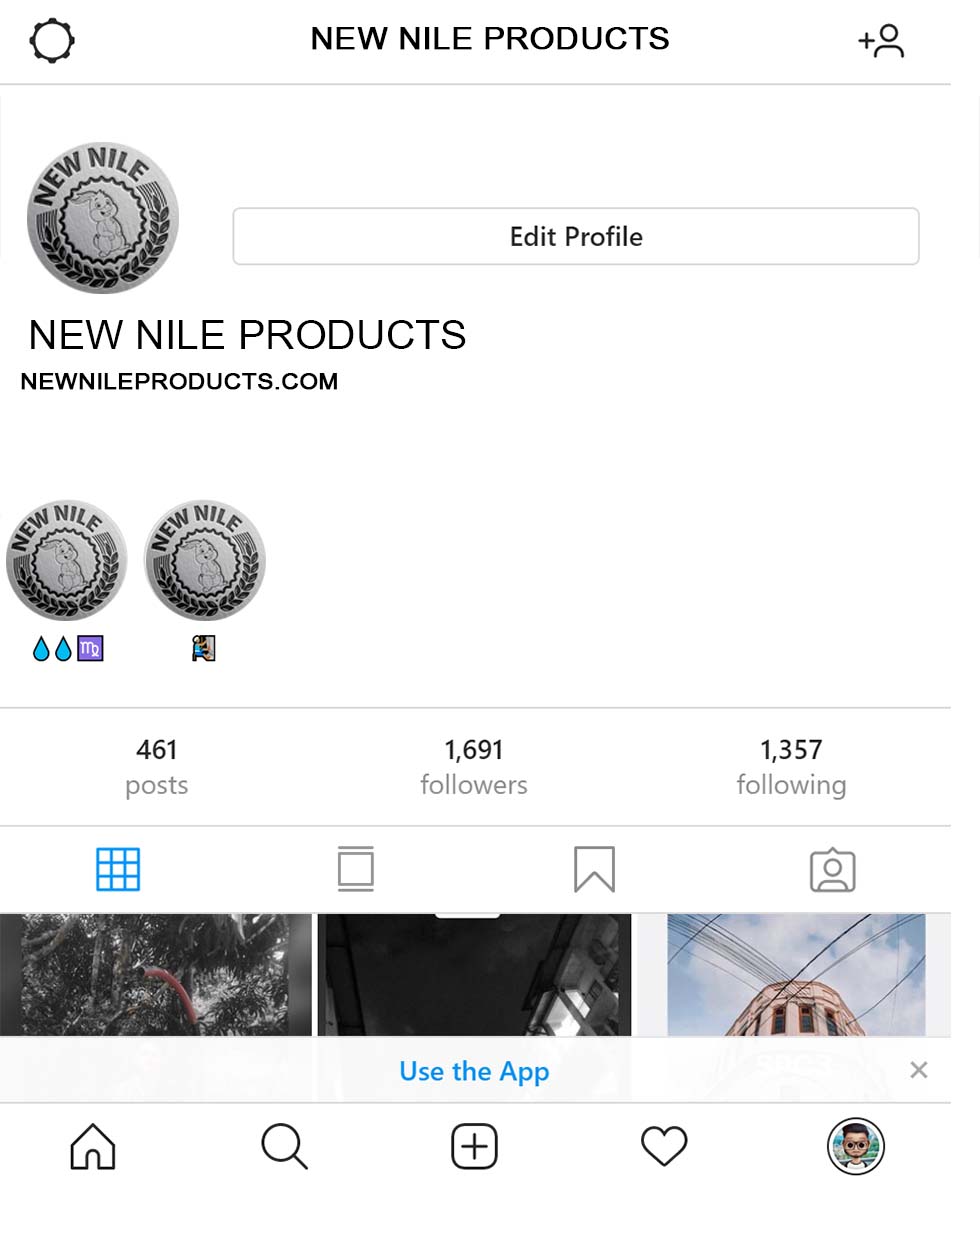 NEW NILE PRODUCTS
NEW NILE
Edit Profile
NEW NILE PRODUCTS
NEWNILEPRODUCTS.COM
NEW NILE
NEW NILE
461
posts
1,691
followers
1,357
following
Use the App